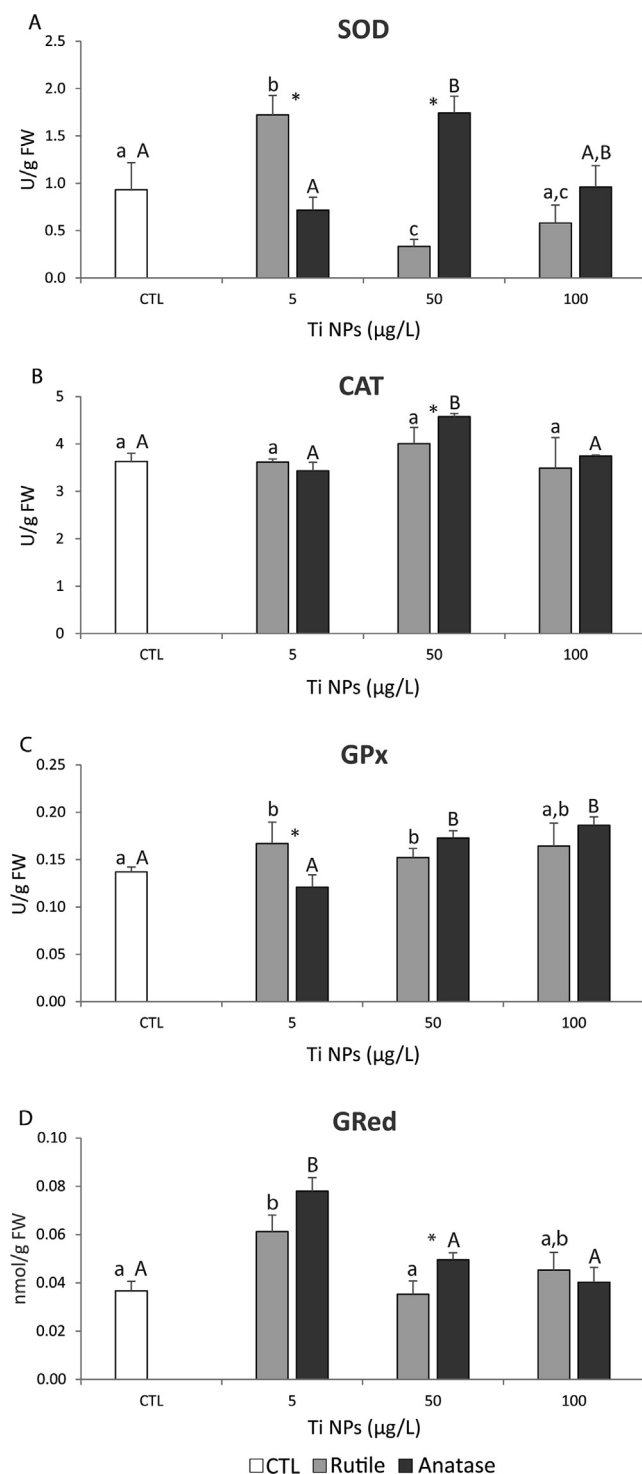 A
SOD
2.5
2.0
1.5
1.0
0.5
0.0
U/g FW
a A
b
*
A
*
B
c
a,c
A,B
CTL
5
50
100
Ti NPs (µg/L)
B
CAT
5
4
3
2
1
0
U/g FW
a A
a
A
a
*
B
a
A
CTL
5
50
100
Ti NPs (µg/L)
C
GPx
0.25
0.20
0.15
0.10
0.05
0.00
U/g FW
a A
b
*
A
b
B
a,b
B
CTL
5
50
100
Ti NPs (µg/L)
D
GRed
0.10
0.08
0.06
0.04
0.02
0.00
nmol/g FW
a A
b
B
a
*
A
a,b
A
CTL
5
50
100
Ti NPs (µg/L)
CTL Rutile Anatase